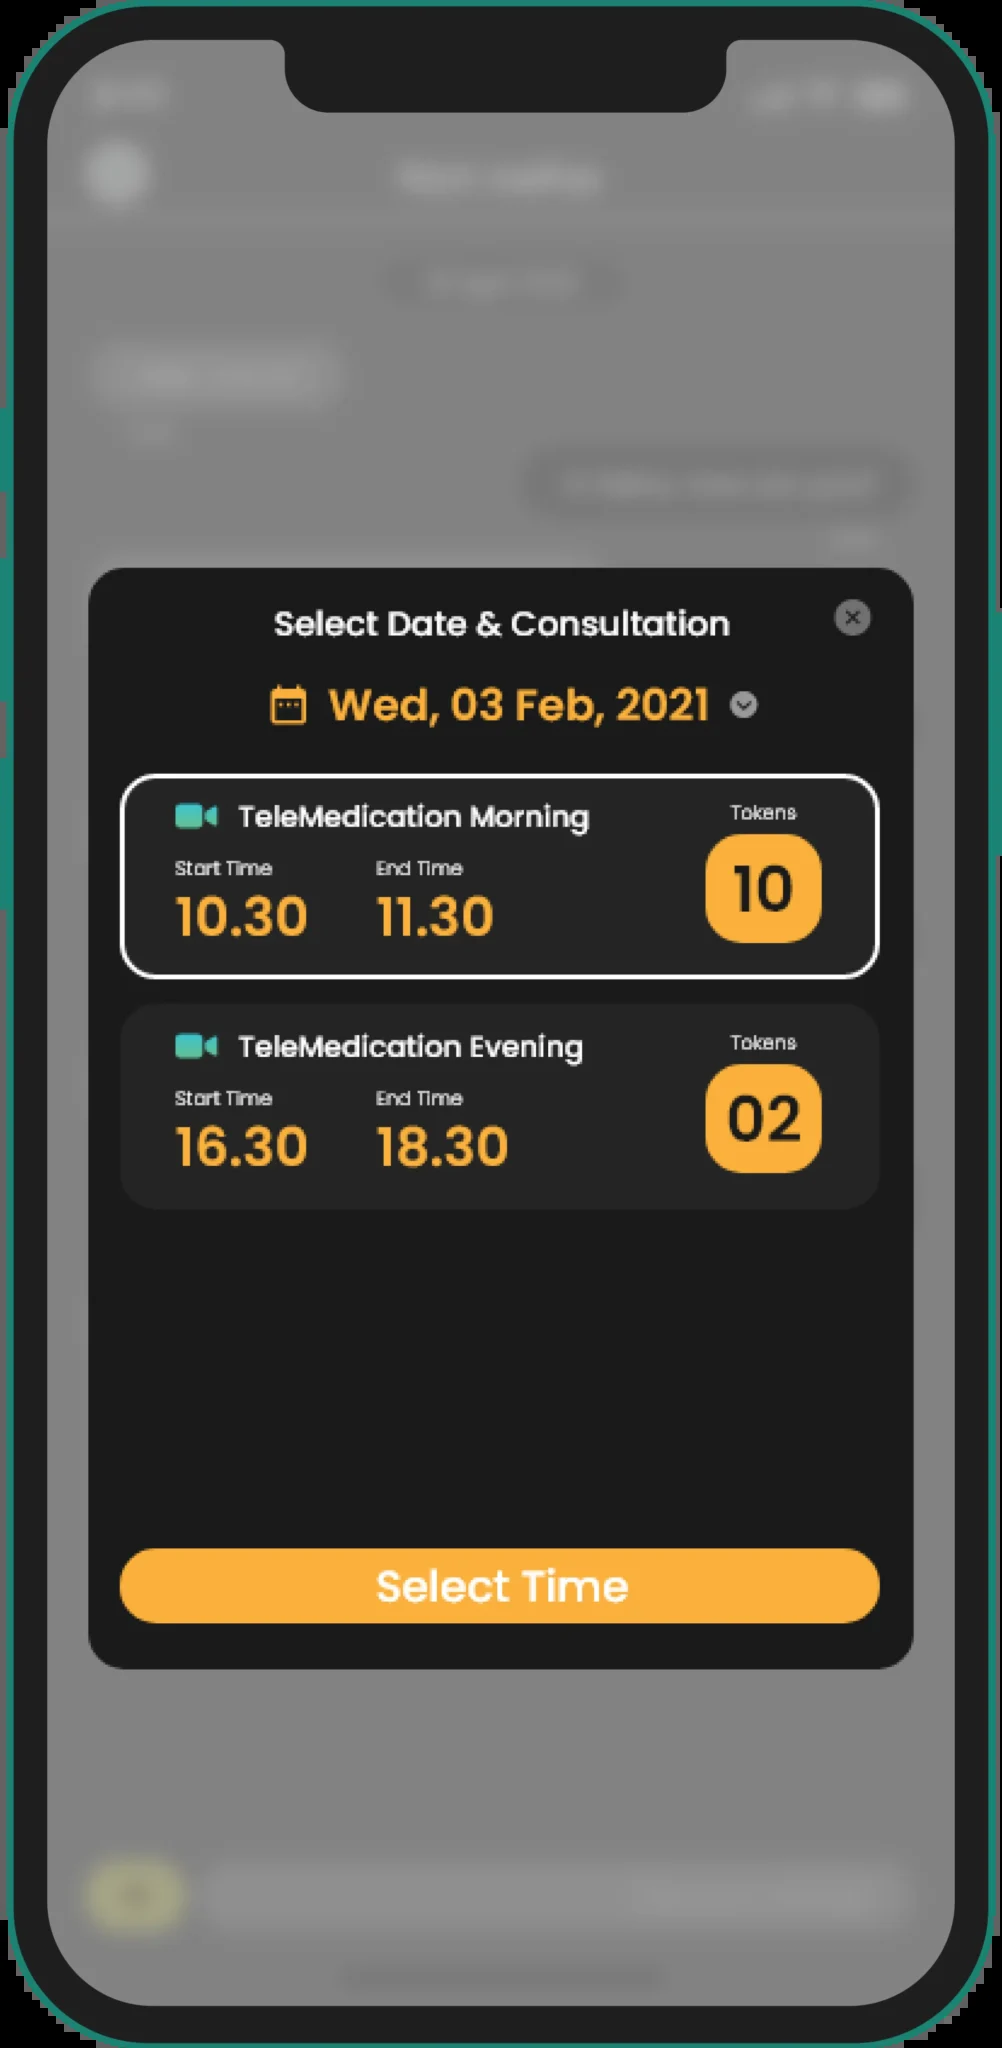 Select Date & Consultation
Wed, 03 Feb, 2021
TeleMedication Morning
Tokens
Start Time End Time
10.30 11.30
10
TeleMedication Evening
Tokens
Start Time End Time
16.30 18.30
02
Select Time